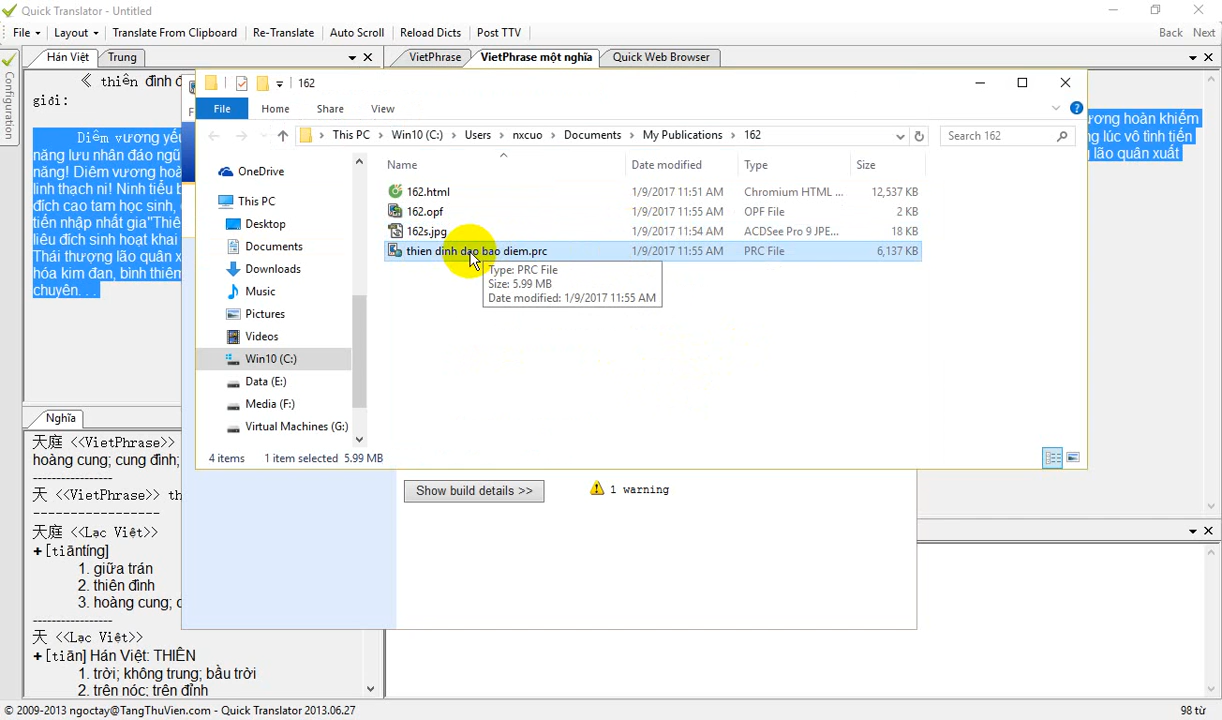 Quick Translator - Untitled
File Layout Translate From Clipboard Re-Translate Auto Scroll Reload Dicts Post TTV Back Next
Hán Việt Trung VietPhrase VietPhrase một nghĩa Quick Web Browser
Configuration
《 thiên đình đ
giới:
Diêm vương yếu
năng lưu nhân đáo ngũ
năng! Diêm vương hoà
linh thạch ni! Ninh tiểu b
đích cao tam học sinh,
tiến nhập nhất gia"Thiê
liêu đích sinh hoạt khai
Thái thượng lão quân x
hóa kim đan, bình thiêm
chuyên. . .
ương hoàn khiếm
ng lúc vô tình tiến
g lão quân xuất
162
File Home Share View
This PC Win10 (C:) Users nxcuo Documents My Publications 162
Search 162
OneDrive
This PC
Desktop
Documents
Downloads
Music
Pictures
Videos
Win10 (C:)
Data (E:)
Media (F:)
Virtual Machines (G:)
Name Date modified Type Size
162.html 1/9/2017 11:51 AM Chromium HTML ... 12,537 KB
162.opf 1/9/2017 11:55 AM OPF File 2 KB
162s.jpg 1/9/2017 11:54 AM ACDSee Pro 9 JPE... 18 KB
thien dinh dao bao diem.prc 1/9/2017 11:55 AM PRC File 6,137 KB
Type: PRC File
Size: 5.99 MB
Date modified: 1/9/2017 11:55 AM
4 items 1 item selected 5.99 MB
Show build details >>
1 warning
Nghĩa
天庭 <<VietPhrase>>
hoàng cung; cung đình;
-----------------
天 <<VietPhrase>> th
-----------------
天庭 <<Lạc Việt>>
+ [tiāntíng]
1. giữa trán
2. thiên đình
3. hoàng cung; c
-----------------
天 <<Lạc Việt>>
+ [tiān] Hán Việt: THIÊN
1. trời; không trung; bầu trời
2. trên nóc; trên đỉnh
© 2009-2013 ngoctay@TangThuVien.com - Quick Translator 2013.06.27
98 từ